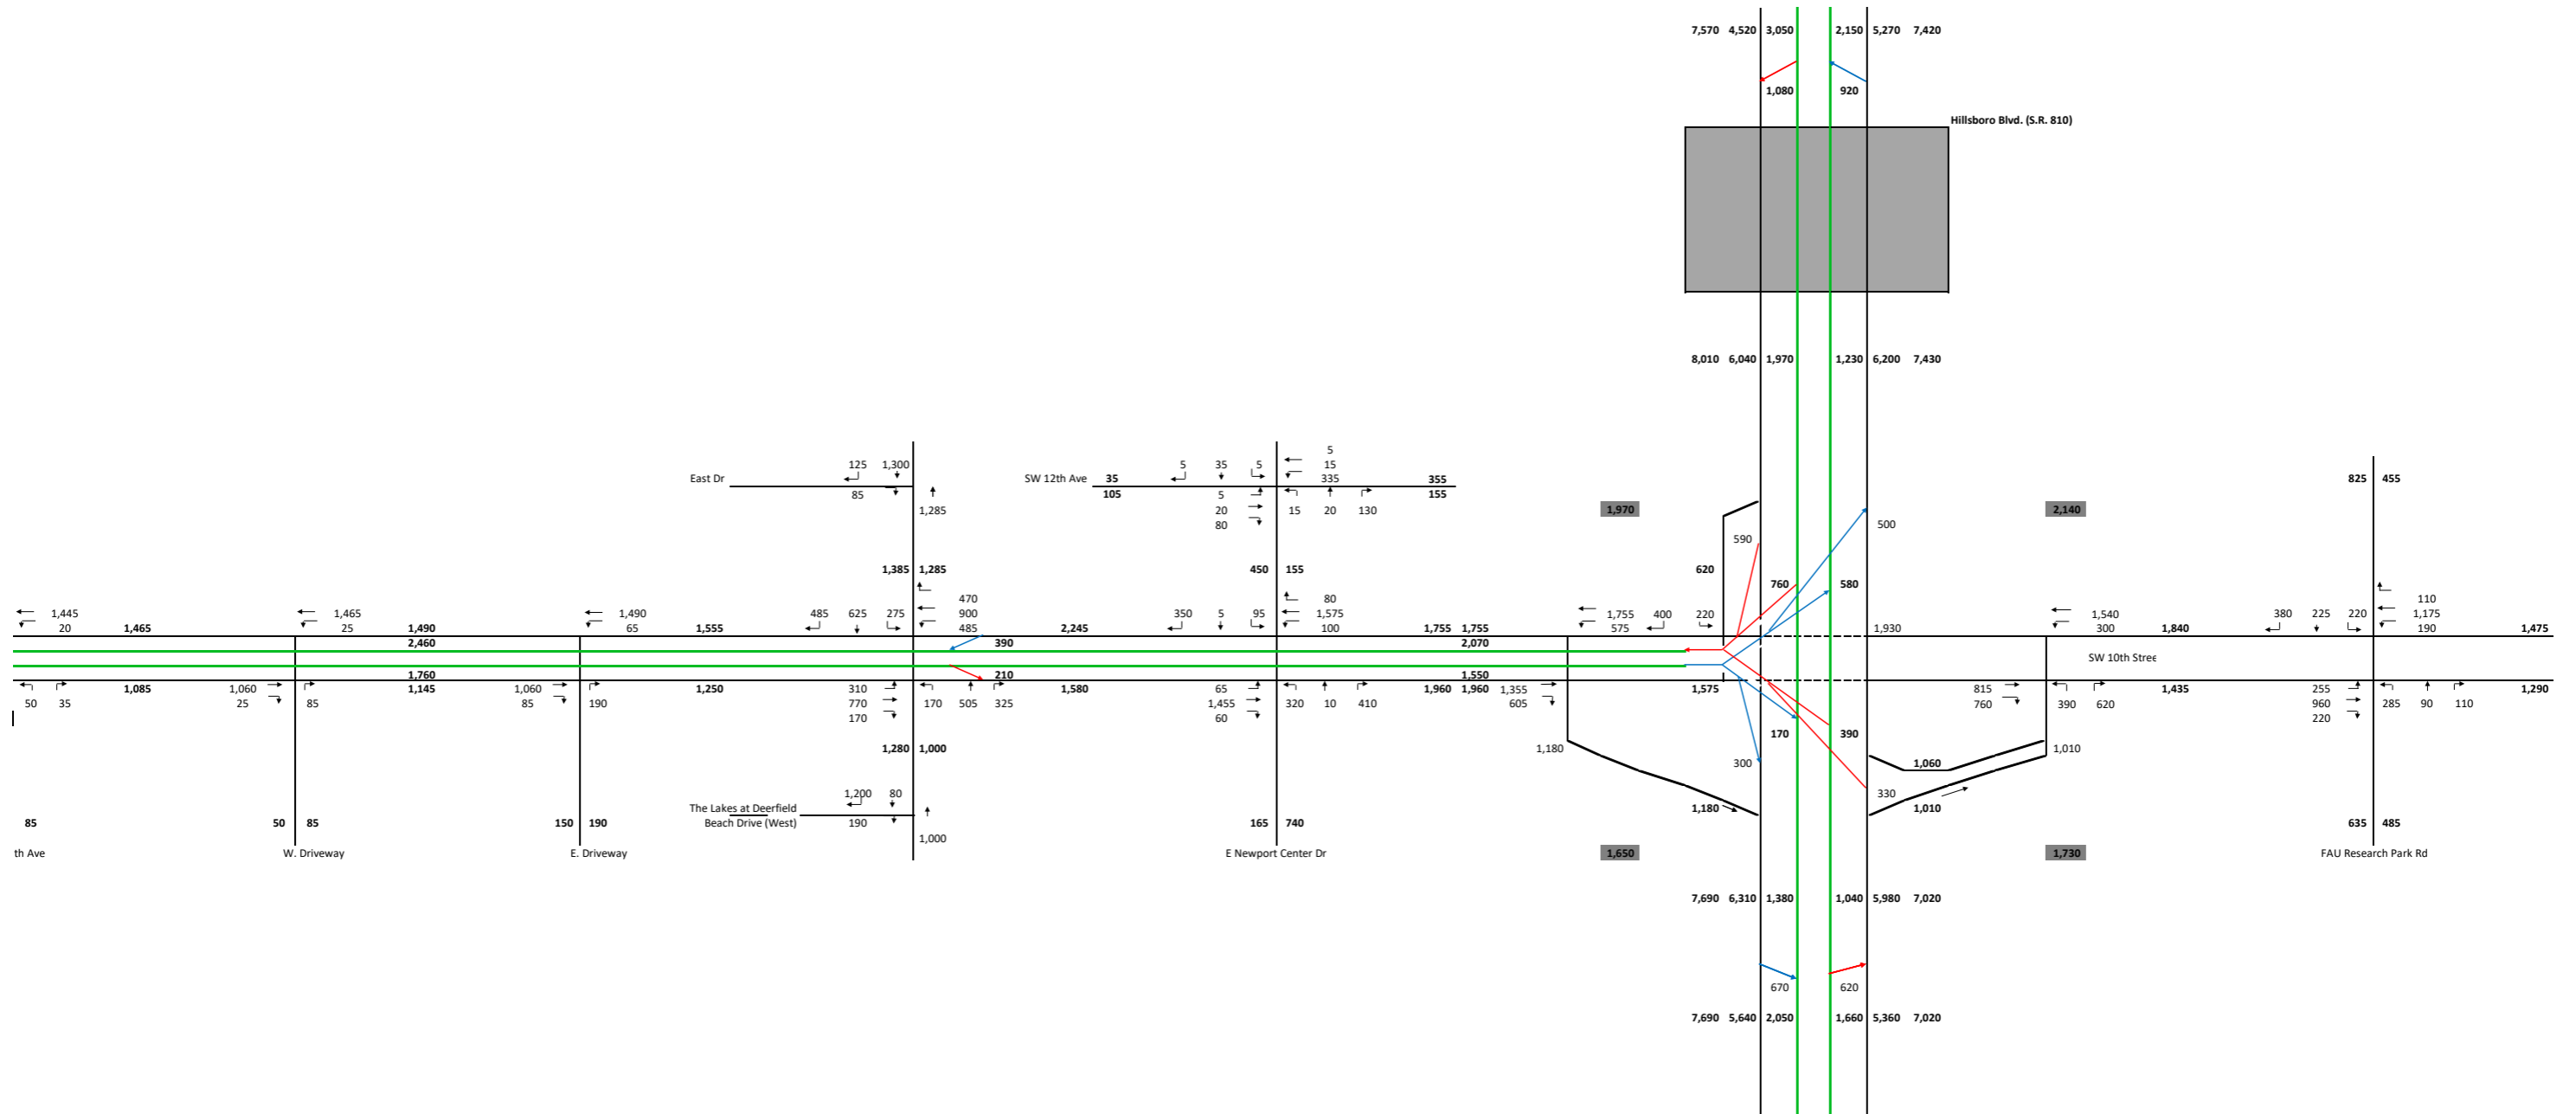 7,570 4,520 3,050 2,150 5,270 7,420
1,080 920
Hillsboro Blvd. (S.R. 810)
8,010 6,040 1,970 1,230 6,200 7,430
5
125 1,300 5 35 5 15
East Dr SW 12th Ave 35 335 355 825 455
85 105 5 155
1,285 20 15 20 130 1,970 2,140
80 500
590
1,385 1,285 450 155 620
760 580
470 80 110
1,445 1,465 1,490 485 625 275 900 350 5 95 1,575 1,755 400 220 1,540 380 225 220 1,175
20 1,465 25 1,490 65 1,555 485 2,245 100 1,755 1,755 575 1,930 300 1,840 190 1,475
2,460 390 2,070
SW 10th Stree
1,760 210 1,550
1,085 1,060 1,145 1,060 1,250 310 1,580 65 1,960 1,960 1,355 1,575 815 1,435 255 1,290
50 35 25 85 85 190 770 170 505 325 1,455 320 10 410 605 760 390 620 960 285 90 110
170 60 220
170 390
1,280 1,000 1,180 1,010
300 1,060
1,200 80 330
The Lakes at Deerfield 1,180 1,010
Beach Drive (West) 190
85 50 85 150 190 165 740 635 485
1,000
th Ave W. Driveway E. Driveway E Newport Center Dr 1,650 1,730 FAU Research Park Rd
7,690 6,310 1,380 1,040 5,980 7,020
670 620
7,690 5,640 2,050 1,660 5,360 7,020